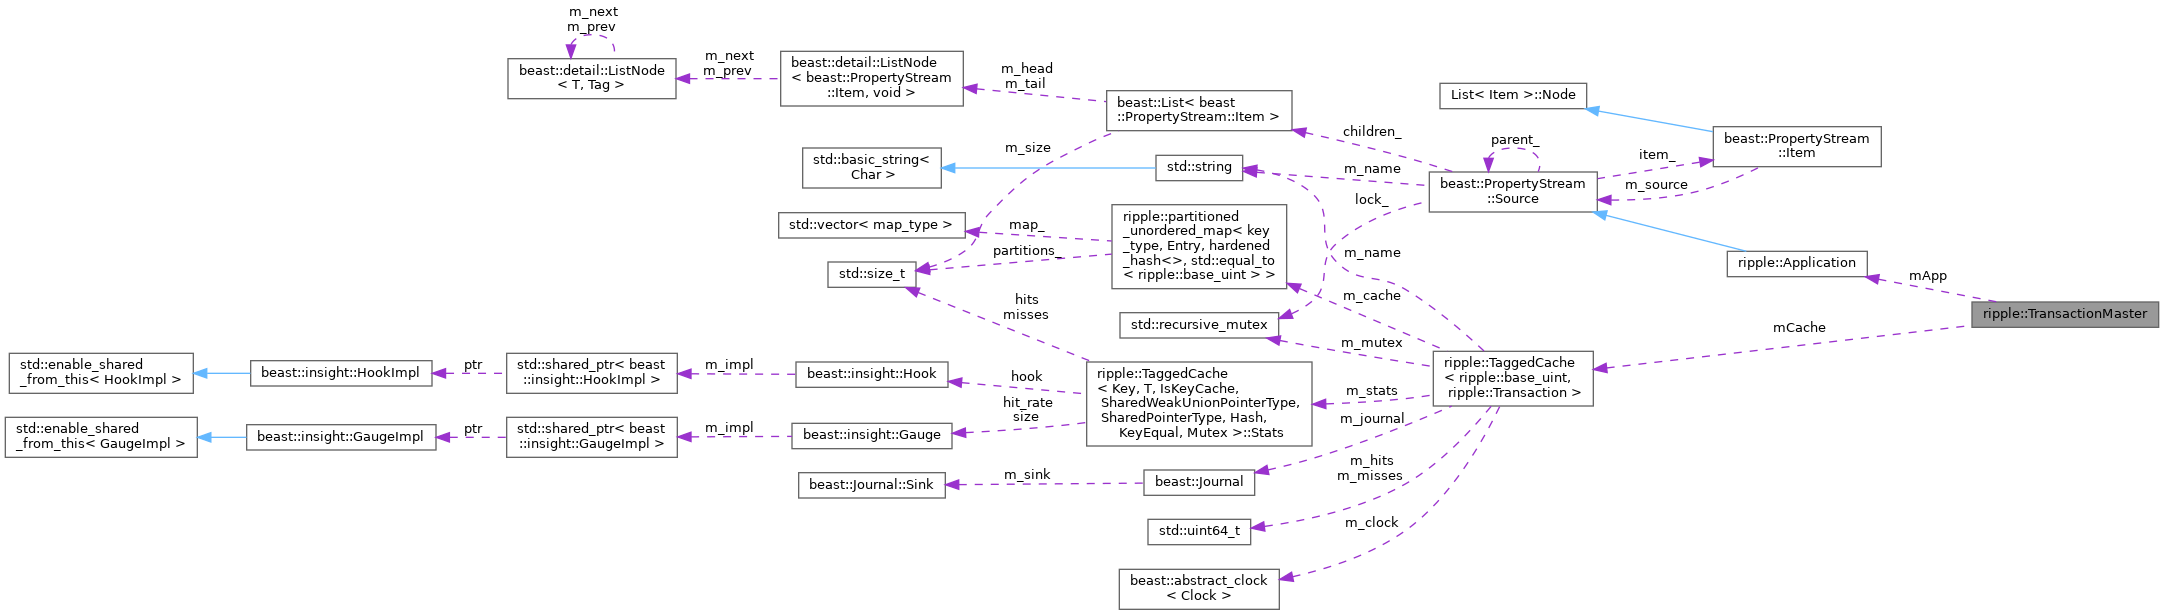 m_next
m_prev
beast::detail::ListNode
< T, Tag >
m_next
m_prev
beast::detail::ListNode
< beast::PropertyStream
::Item, void >
m_head
m_tail
beast::List< beast
::PropertyStream::Item >
List< Item >::Node
beast::PropertyStream
::Item
children_
parent_
item_
m_source
m_size
std::basic_string<
Char >
std::string
m_name
beast::PropertyStream
::Source
lock_
std::vector< map_type >
map_
partitions_
ripple::partitioned
_unordered_map< key
_type, Entry, hardened
_hash<>, std::equal_to
< ripple::base_uint > >
m_name
std::size_t
ripple::Application
mApp
ripple::TransactionMaster
hits
misses
m_cache
std::recursive_mutex
mCache
m_mutex
std::enable_shared
_from_this< HookImpl >
beast::insight::HookImpl
ptr
std::shared_ptr< beast
::insight::HookImpl >
m_impl
beast::insight::Hook
hook
ripple::TaggedCache
< Key, T, IsKeyCache,
SharedWeakUnionPointerType,
SharedPointerType, Hash,
KeyEqual, Mutex >::Stats
m_stats
ripple::TaggedCache
< ripple::base_uint,
ripple::Transaction >
hit_rate
size
m_journal
std::enable_shared
_from_this< GaugeImpl >
beast::insight::GaugeImpl
ptr
std::shared_ptr< beast
::insight::GaugeImpl >
m_impl
beast::insight::Gauge
beast::Journal::Sink
m_sink
beast::Journal
m_hits
m_misses
std::uint64_t
m_clock
beast::abstract_clock
< Clock >